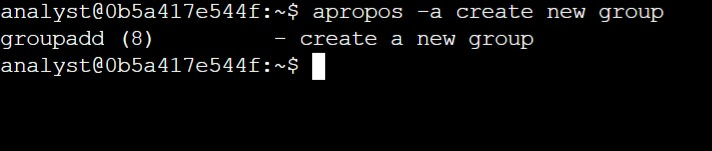 analyst@0b5a417e544f:~$ apropos -a create new group
groupadd (8)         - create a new group
analyst@0b5a417e544f:~$